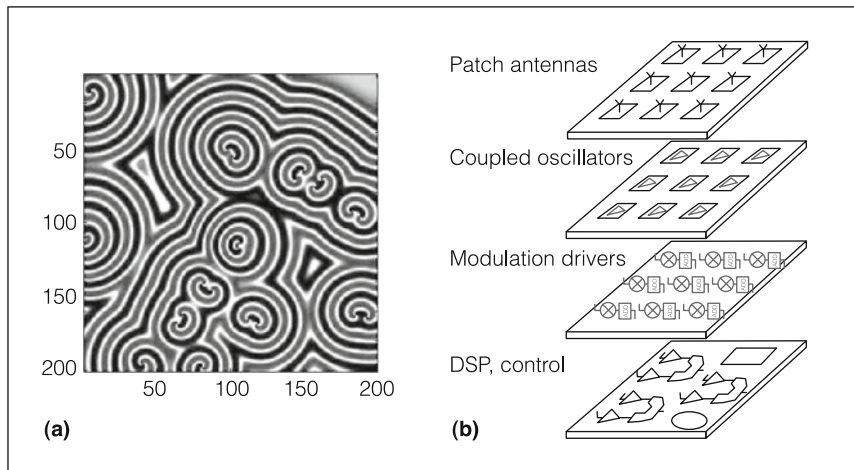 50
100
150
200
50 100 150 200
(a)
Patch antennas
Coupled oscillators
Modulation drivers
DSP, control
(b)